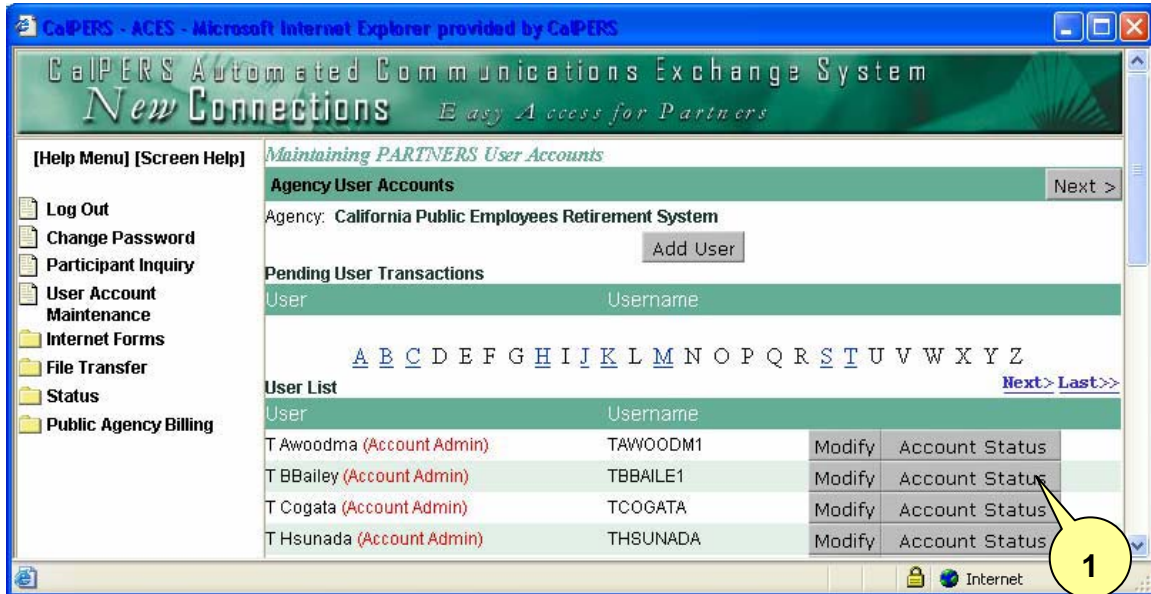 CalPERS - ACES - Microsoft Internet Explorer provided by CalPERS
CalPERS Automated Communications Exchange System
New Connections Easy Access for Partners
[Help Menu] [Screen Help]
Log Out
Change Password
Participant Inquiry
User Account
Maintenance
Internet Forms
File Transfer
Status
Public Agency Billing
Maintaining PARTNERS User Accounts
Agency User Accounts Next >
Agency: California Public Employees Retirement System
Add User
Pending User Transactions
User Username
A B C D E F G H I J K L M N O P Q R S T U V W X Y Z
User List Next> Last>>
User Username
T Awoodma (Account Admin) TAWOODM1 Modify Account Status
T BBailey (Account Admin) TBBAILE1 Modify Account Status
T Cogata (Account Admin) TCOGATA Modify Account Status
T Hsunada (Account Admin) THSUNADA Modify Account Status
1
Internet